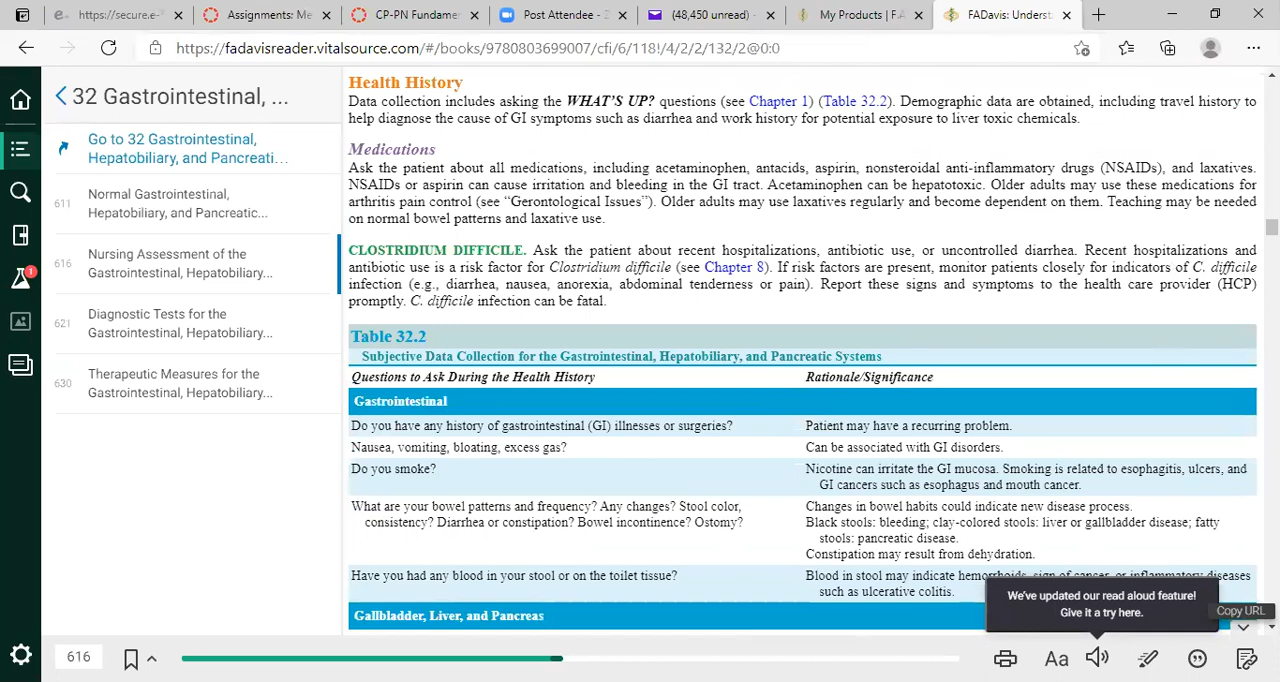 https://secure.e-
Assignments: Me
CP-PN Fundame
Post Attendee - Z
(48,450 unread) -
My Products | F.A
FADavis: Underst
https://fadavisreader.vitalsource.com/#/books/9780803699007/cfi/6/118!/4/2/2/132/2@0:0
32 Gastrointestinal, ...
Go to 32 Gastrointestinal,
Hepatobiliary, and Pancreati...
611
Normal Gastrointestinal,
Hepatobiliary, and Pancreatic...
616
Nursing Assessment of the
Gastrointestinal, Hepatobiliary...
621
Diagnostic Tests for the
Gastrointestinal, Hepatobiliary...
630
Therapeutic Measures for the
Gastrointestinal, Hepatobiliary...
1
Health History
Data collection includes asking the WHAT'S UP? questions (see Chapter 1) (Table 32.2). Demographic data are obtained, including travel history to
help diagnose the cause of GI symptoms such as diarrhea and work history for potential exposure to liver toxic chemicals.
Medications
Ask the patient about all medications, including acetaminophen, antacids, aspirin, nonsteroidal anti-inflammatory drugs (NSAIDs), and laxatives.
NSAIDs or aspirin can cause irritation and bleeding in the GI tract. Acetaminophen can be hepatotoxic. Older adults may use these medications for
arthritis pain control (see "Gerontological Issues"). Older adults may use laxatives regularly and become dependent on them. Teaching may be needed
on normal bowel patterns and laxative use.
CLOSTRIDIUM DIFFICILE. Ask the patient about recent hospitalizations, antibiotic use, or uncontrolled diarrhea. Recent hospitalizations and
antibiotic use is a risk factor for Clostridium difficile (see Chapter 8). If risk factors are present, monitor patients closely for indicators of C. difficile
infection (e.g., diarrhea, nausea, anorexia, abdominal tenderness or pain). Report these signs and symptoms to the health care provider (HCP)
promptly. C. difficile infection can be fatal.
Table 32.2
Subjective Data Collection for the Gastrointestinal, Hepatobiliary, and Pancreatic Systems
Questions to Ask During the Health History
Rationale/Significance
Gastrointestinal
Do you have any history of gastrointestinal (GI) illnesses or surgeries?
Patient may have a recurring problem.
Nausea, vomiting, bloating, excess gas?
Can be associated with GI disorders.
Do you smoke?
Nicotine can irritate the GI mucosa. Smoking is related to esophagitis, ulcers, and
GI cancers such as esophagus and mouth cancer.
What are your bowel patterns and frequency? Any changes? Stool color,
consistency? Diarrhea or constipation? Bowel incontinence? Ostomy?
Changes in bowel habits could indicate new disease process.
Black stools: bleeding; clay-colored stools: liver or gallbladder disease; fatty
stools: pancreatic disease.
Constipation may result from dehydration.
Have you had any blood in your stool or on the toilet tissue?
Blood in stool may indicate hemorrhoids, sign of cancer, or inflammatory diseases
such as ulcerative colitis.
Gallbladder, Liver, and Pancreas
We've updated our read aloud feature!
Give it a try here.
Copy URL
616
Aa